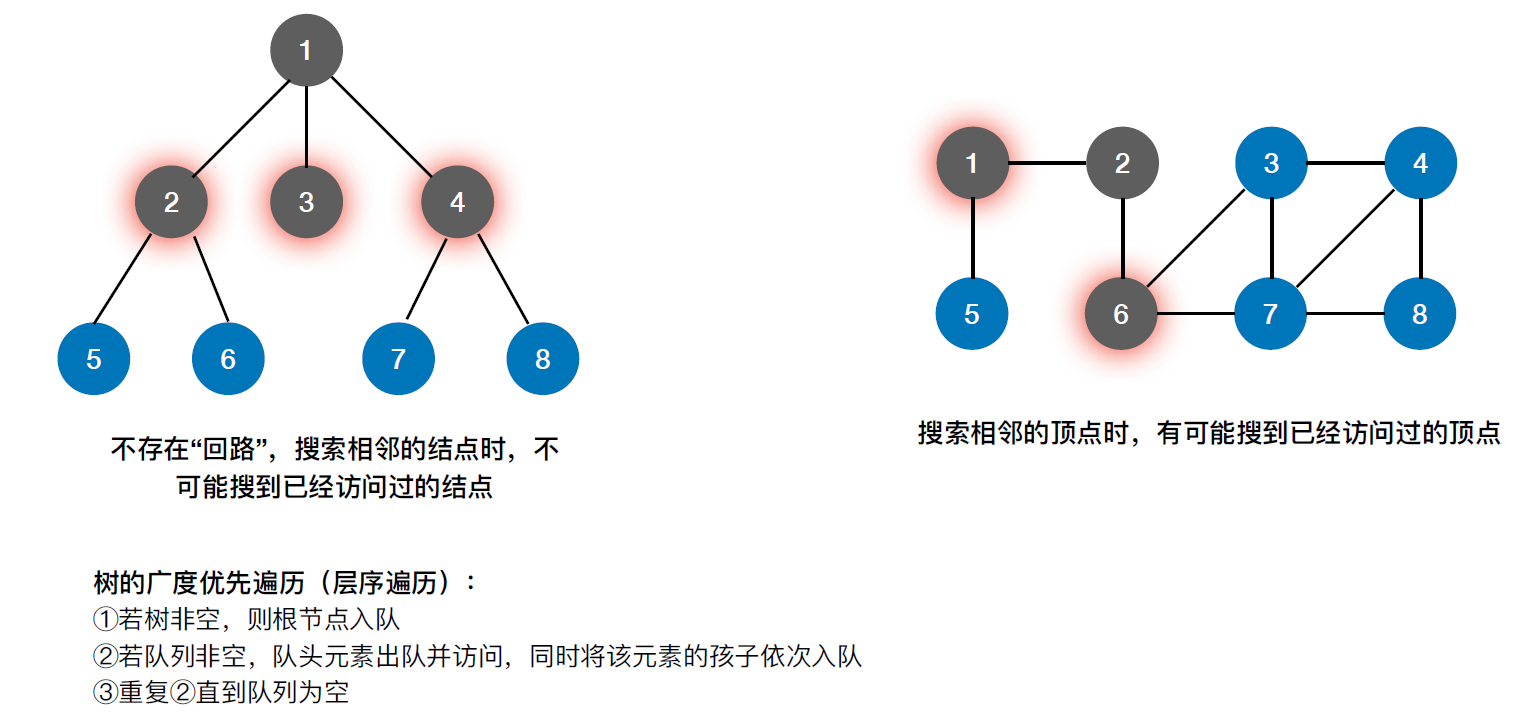 1
2
3
4
5
6
7
8
不存在“回路”，搜索相邻的结点时，不
可能搜到已经访问过的结点
1
2
3
4
5
6
7
8
搜索相邻的顶点时，有可能搜到已经访问过的顶点
树的广度优先遍历（层序遍历）：
①若树非空，则根节点入队
②若队列非空，队头元素出队并访问，同时将该元素的孩子依次入队
③重复②直到队列为空